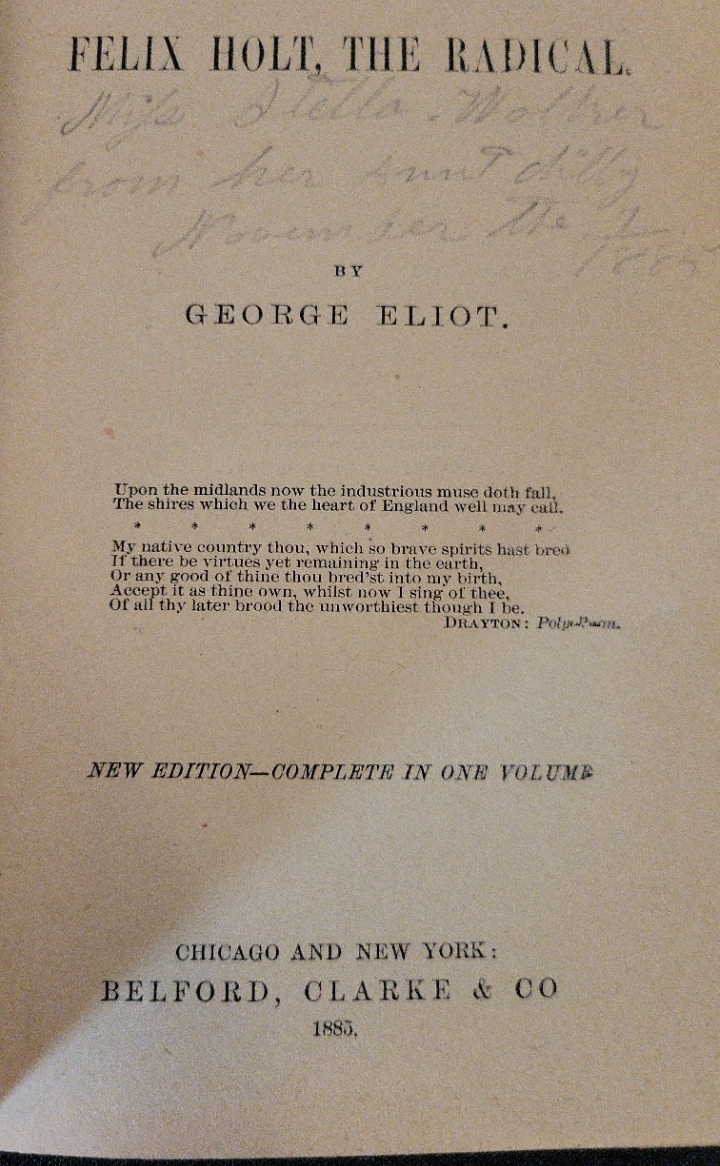 FELIX HOLT, THE RADICAL.
Miss Stella Wolker
from her aunt dilly
November the 1
1885
BY
GEORGE ELIOT.
Upon the midlands now the industrious muse doth fall,
The shires which we the heart of England well may call.
* * * * * * * *
My native country thou, which so brave spirits hast bred
If there be virtues yet remaining in the earth,
Or any good of thine thou bred'st into my birth,
Accept it as thine own, whilst now I sing of thee,
Of all thy later brood the unworthiest though I be.
DRAYTON:
NEW EDITION—COMPLETE IN ONE VOLUME
CHICAGO AND NEW YORK:
BELFORD, CLARKE & CO
1885.